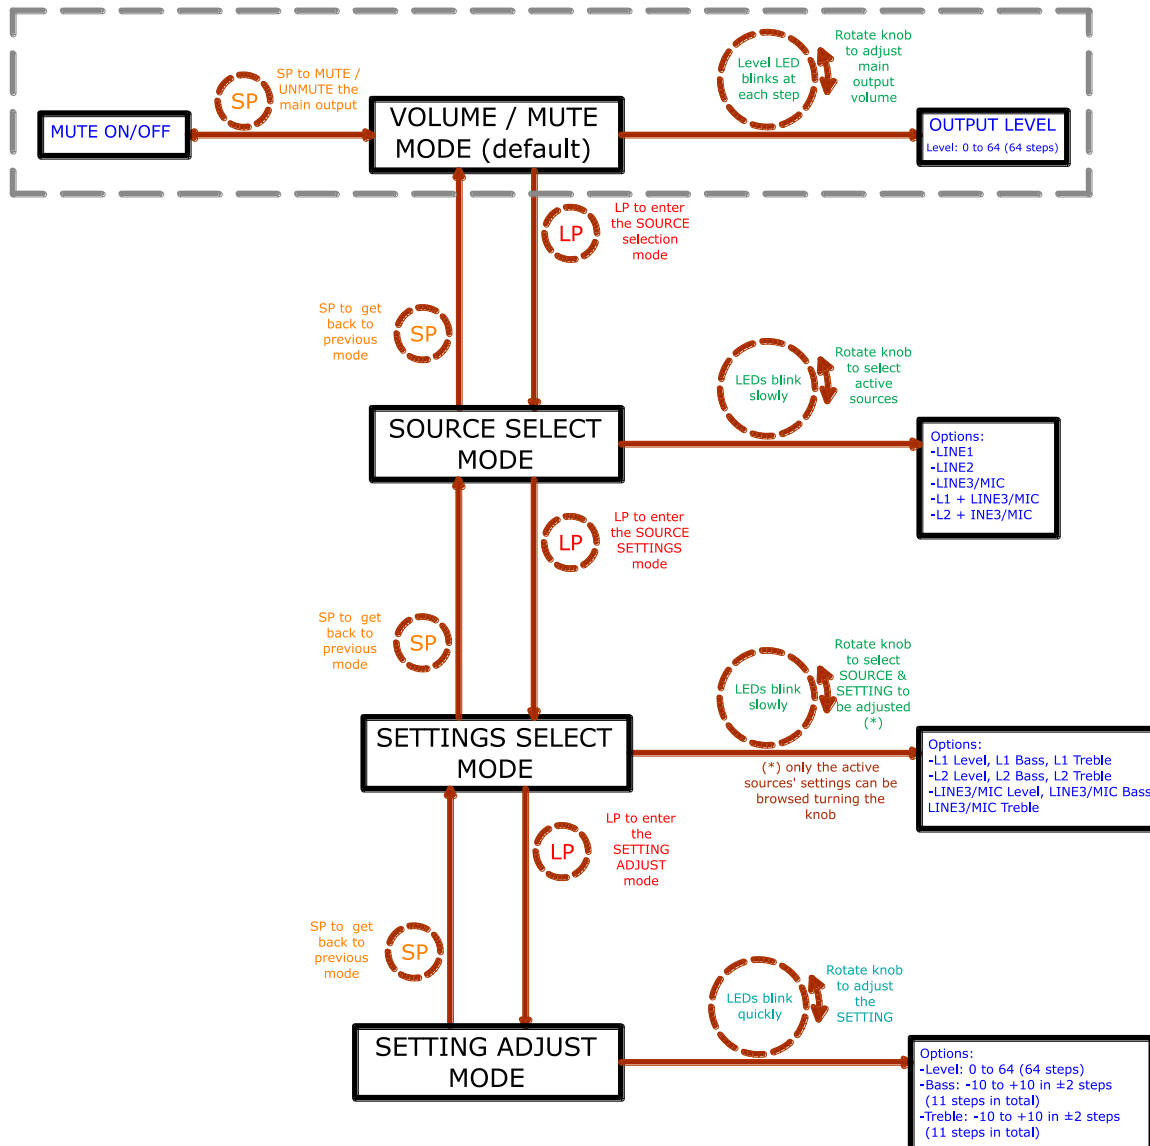 SP to MUTE /
UNMUTE the
main output
SP
MUTE ON/OFF
VOLUME / MUTE
MODE (default)
Level LED
blinks at
each step
Rotate knob
to adjust
main
output
volume
OUTPUT LEVEL
Level: 0 to 64 (64 steps)
LP
LP to enter
the SOURCE
selection
mode
SP to  get
back to
previous
mode
SP
SOURCE SELECT
MODE
LEDs blink
slowly
Rotate knob
to select
active
sources
Options:
-LINE1
-LINE2
-LINE3/MIC
-L1 + LINE3/MIC
-L2 + INE3/MIC
LP
LP to enter
the SOURCE
SETTINGS
mode
SP to  get
back to
previous
mode
SP
SETTINGS SELECT
MODE
LEDs blink
slowly
Rotate knob
to select
SOURCE &
SETTING to
be adjusted
(*)
(*) only the active
sources' settings can be
browsed turning the
knob
Options:
-L1 Level, L1 Bass, L1 Treble
-L2 Level, L2 Bass, L2 Treble
-LINE3/MIC Level, LINE3/MIC Bass
LINE3/MIC Treble
LP
LP to enter
the
SETTING
ADJUST
mode
SP to  get
back to
previous
mode
SP
SETTING ADJUST
MODE
LEDs blink
quickly
Rotate knob
to adjust
the
SETTING
Options:
-Level: 0 to 64 (64 steps)
-Bass: -10 to +10 in ±2 steps
(11 steps in total)
-Treble: -10 to +10 in ±2 steps
(11 steps in total)